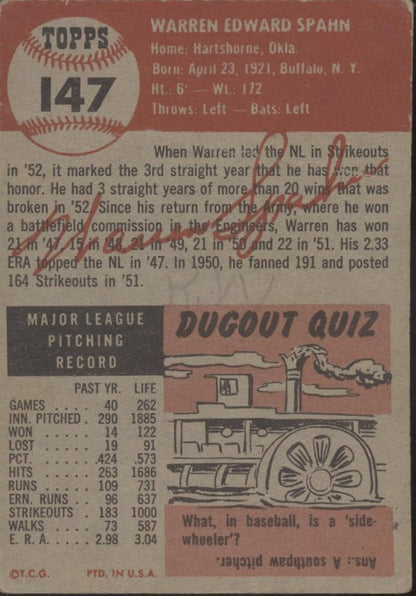 TOPPS
147
WARREN EDWARD SPAHN
Home: Hartshorne, Okla.
Born: April 23, 1921, Buffalo, N. Y.
Ht.: 6' — Wt.: 172
Throws: Left — Bats: Left
When Warren led the NL in Strikeouts
in '52, it marked the 3rd straight year that he has won that
honor. He had 3 straight years of more than 20 wins that was
broken in '52. Since his return from the Army, where he won
a battlefield commission in the Engineers, Warren has won
21 in '47, 15 in '48, 21 in '49, 21 in '50 and 22 in '51. His 2.33
ERA topped the NL in '47. In 1950, he fanned 191 and posted
164 Strikeouts in '51.
Warren Spahn
MAJOR LEAGUE
PITCHING
RECORD
PAST YR. LIFE
GAMES .... 40 262
INN. PITCHED . 290 1885
WON .... 14 122
LOST .... 19 91
PCT .... .424 .573
HITS .... 263 1686
RUNS .... 109 731
ERN. RUNS .. 96 637
STRIKEOUTS . 183 1000
WALKS ... 73 587
E. R. A. ... 2.98 3.04
©T.C.G. PTD. IN U.S.A.
DUGOUT QUIZ
What, in baseball, is a 'side-
wheeler'?
Ans.: A southpaw pitcher.